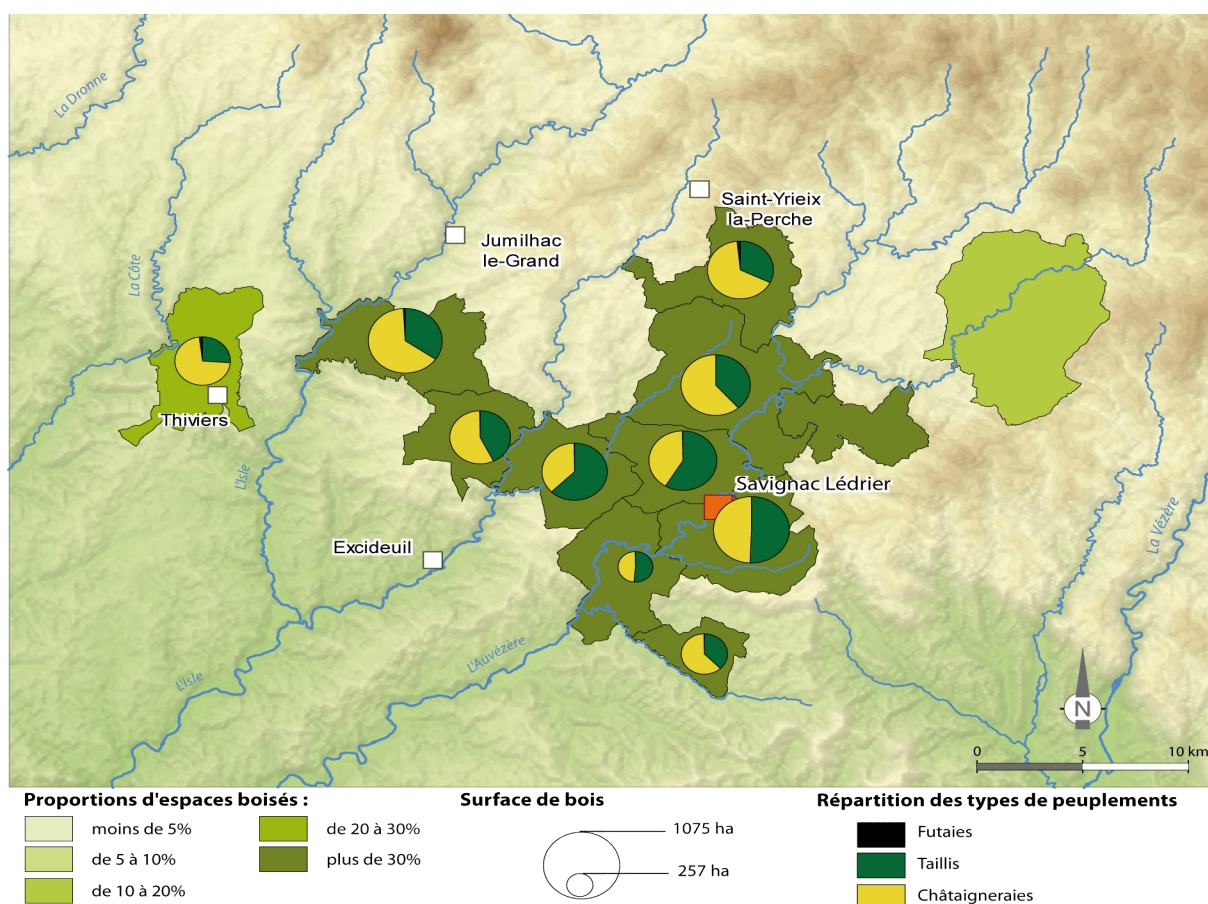 La Dronne
La Côte
Saint-Yrieix
la-Perche
Jumilhac
le-Grand
Thiviérs
L'Isle
Savignac Lédrier
La Vézère
Excideuil
L'Auvézère
L'Isle
N
0 5 10 km
Proportions d'espaces boisés :
moins de 5%
de 5 à 10%
de 10 à 20%
de 20 à 30%
plus de 30%
Surface de bois
1075 ha
257 ha
Répartition des types de peuplements
Futaies
Taillis
Châtaigneraies